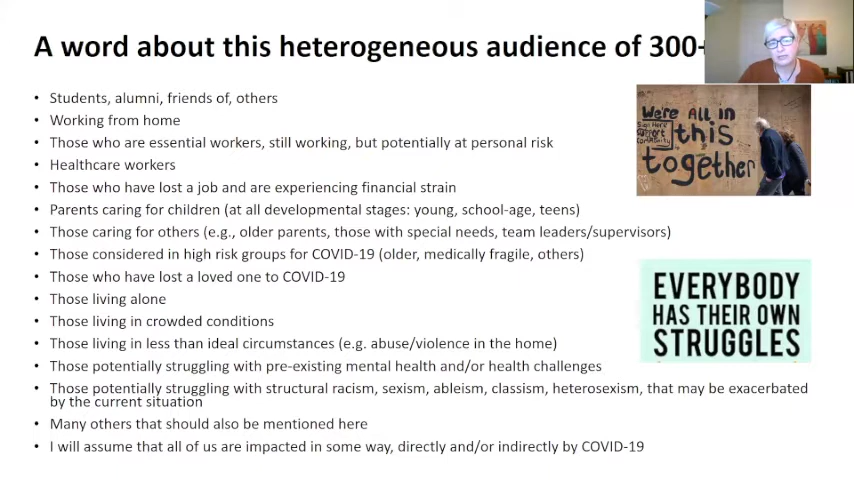 A word about this heterogeneous audience of 300+
• Students, alumni, friends of, others
• Working from home
• Those who are essential workers, still working, but potentially at personal risk
• Healthcare workers
• Those who have lost a job and are experiencing financial strain
• Parents caring for children (at all developmental stages: young, school-age, teens)
• Those caring for others (e.g., older parents, those with special needs, team leaders/supervisors)
• Those considered in high risk groups for COVID-19 (older, medically fragile, others)
• Those who have lost a loved one to COVID-19
• Those living alone
• Those living in crowded conditions
• Those living in less than ideal circumstances (e.g. abuse/violence in the home)
• Those potentially struggling with pre-existing mental health and/or health challenges
• Those potentially struggling with structural racism, sexism, ableism, classism, heterosexism, that may be exacerbated
by the current situation
• Many others that should also be mentioned here
• I will assume that all of us are impacted in some way, directly and/or indirectly by COVID-19
We're ALL in
this
together
EVERYBODY
HAS THEIR OWN
STRUGGLES